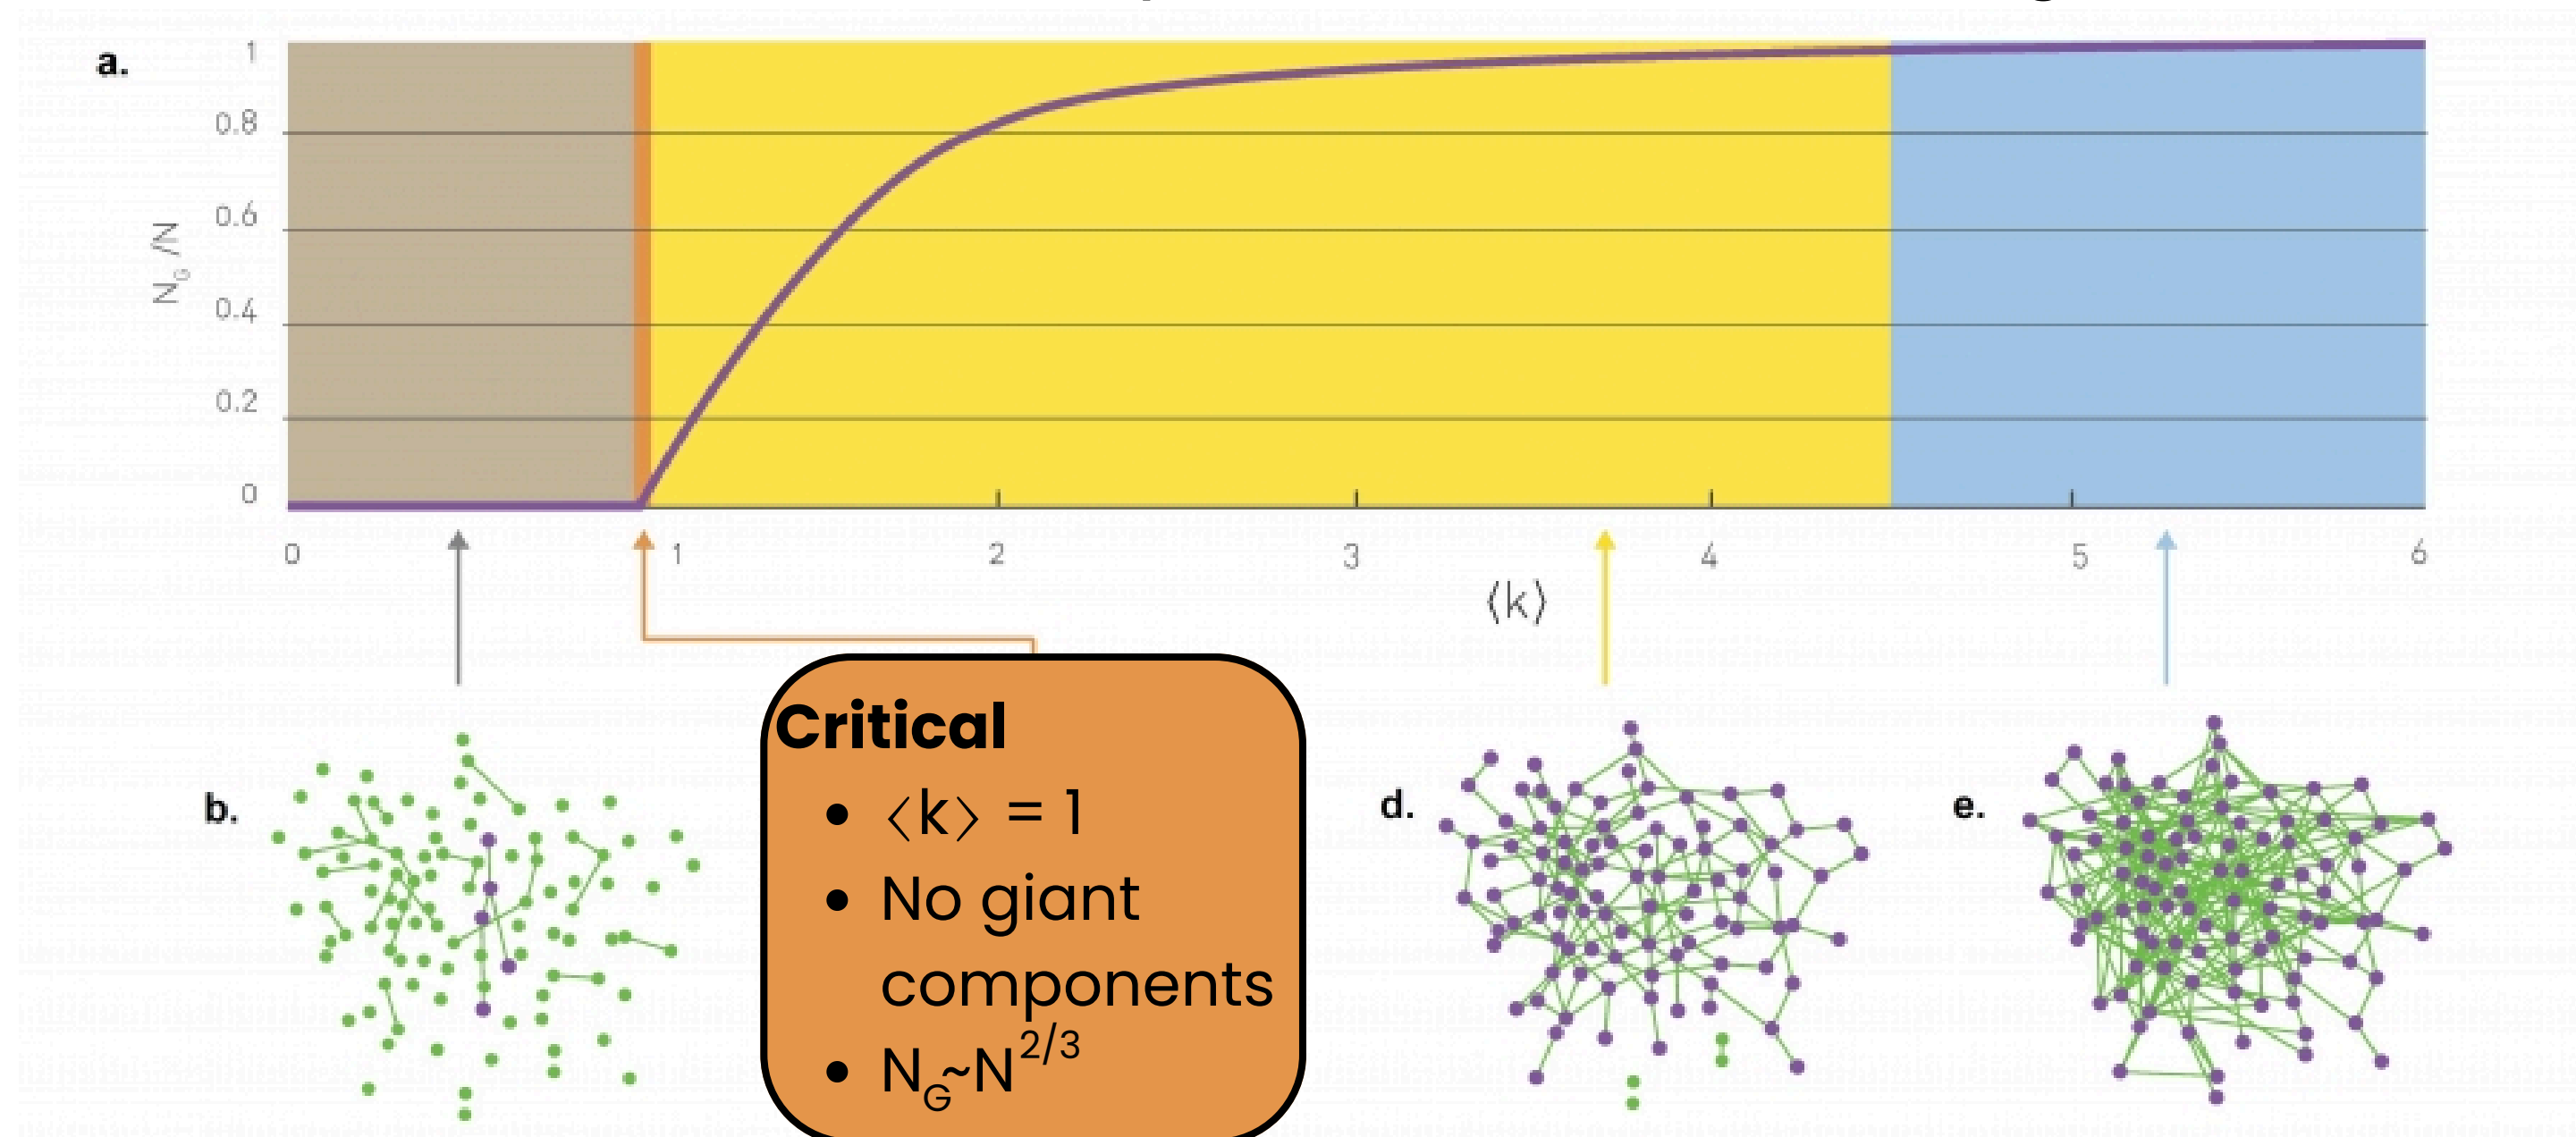 a.
1
0.8
0.6
0.4
0.2
0
N_G /N
0 1 2 3 4 5 6
⟨k⟩
b.
Critical
• ⟨k⟩ = 1
• No giant
components
• N_G~N^2/3
d.
e.